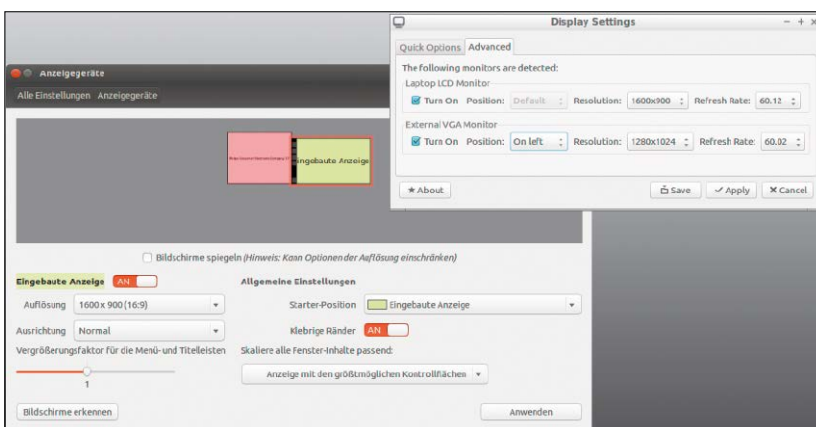 Display Settings
Quick Options Advanced
The following monitors are detected:
Laptop LCD Monitor
Turn On Position: Default Resolution: 1600x900 Refresh Rate: 60.12
External VGA Monitor
Turn On Position: On left Resolution: 1280x1024 Refresh Rate: 60.02
About Save Apply Cancel
Anzeigegeräte
Alle Einstellungen Anzeigegeräte
Eingebaute Anzeige
Bildschirme spiegeln (Hinweis: Kann Optionen der Auflösung einschränken)
Eingebaute Anzeige AN
Allgemeine Einstellungen
Auflösung 1600 x 900 (16:9)
Starter-Position Eingebaute Anzeige
Ausrichtung Normal
Klebrige Ränder AN
Vergrößerungsfaktor für die Menü- und Titelleisten
Skaliere alle Fenster-Inhalte passend:
1
Anzeige mit den größtmöglichen Kontrollflächen
Bildschirme erkennen
Anwenden